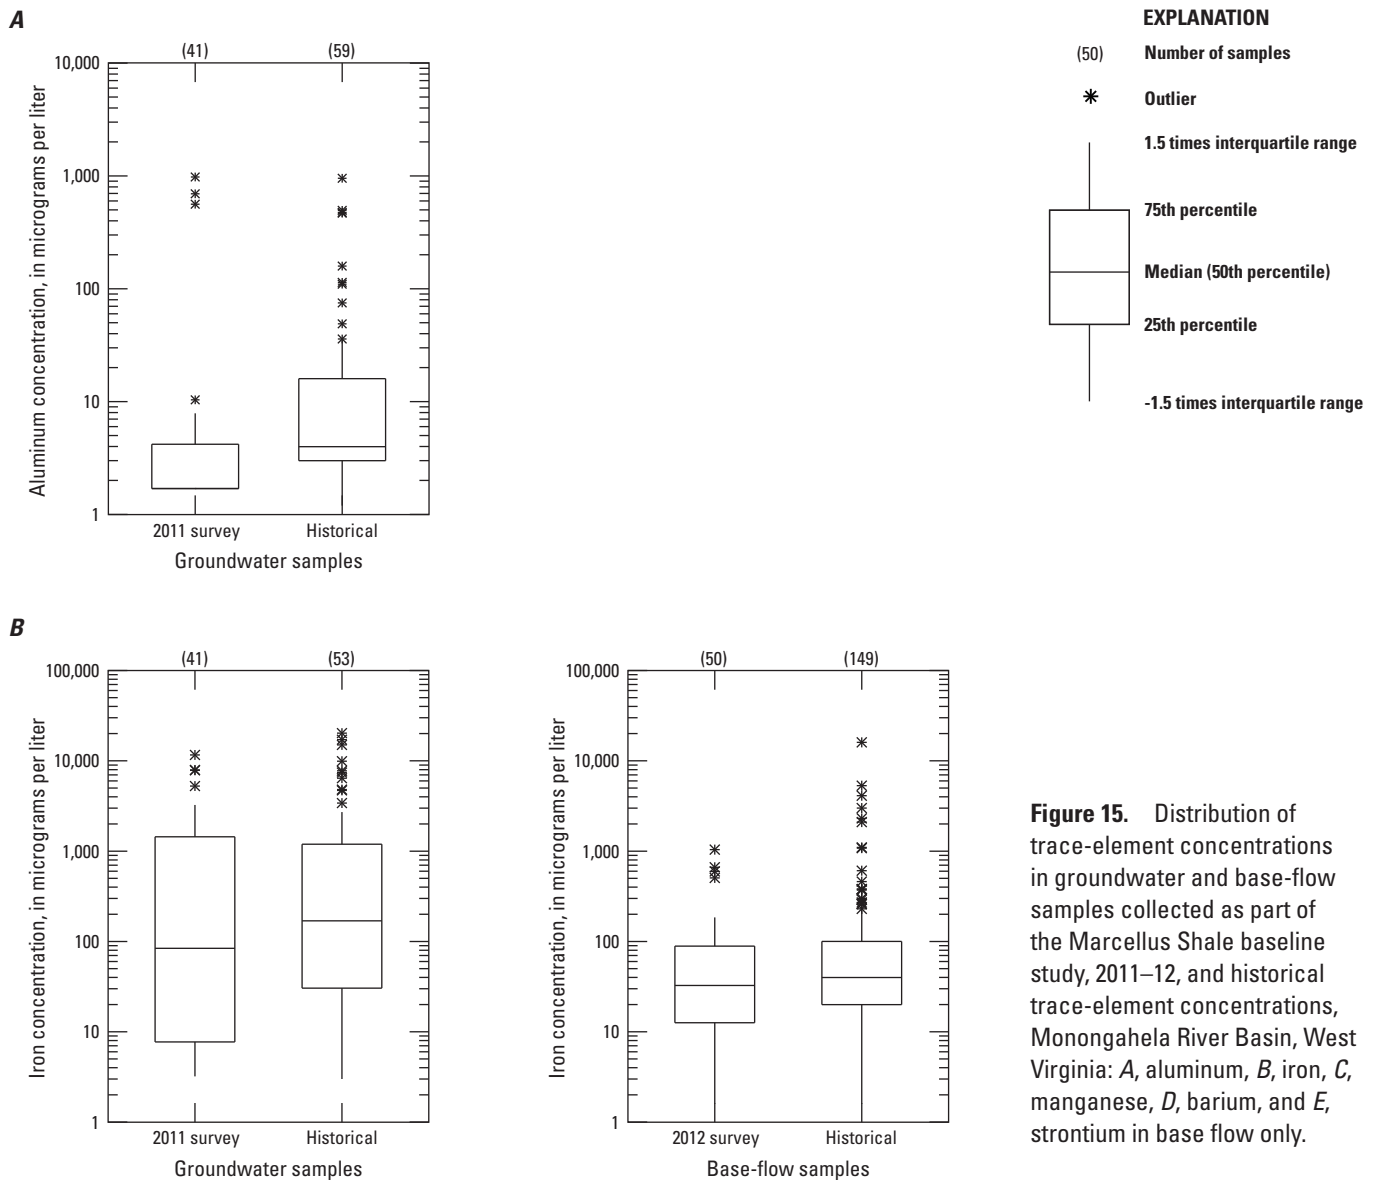 A
(41)
(59)
10,000
1,000
100
10
1
Aluminum concentration, in micrograms per liter
2011 survey
Historical
Groundwater samples
EXPLANATION
(50)
Number of samples
Outlier
1.5 times interquartile range
75th percentile
Median (50th percentile)
25th percentile
-1.5 times interquartile range
B
(41)
(53)
100,000
10,000
1,000
100
10
1
Iron concentration, in micrograms per liter
2011 survey
Historical
Groundwater samples
(50)
(149)
100,000
10,000
1,000
100
10
1
Iron concentration, in micrograms per liter
2012 survey
Historical
Base-flow samples
Figure 15. Distribution of
trace-element concentrations
in groundwater and base-flow
samples collected as part of
the Marcellus Shale baseline
study, 2011–12, and historical
trace-element concentrations,
Monongahela River Basin, West
Virginia: A, aluminum, B, iron, C,
manganese, D, barium, and E,
strontium in base flow only.